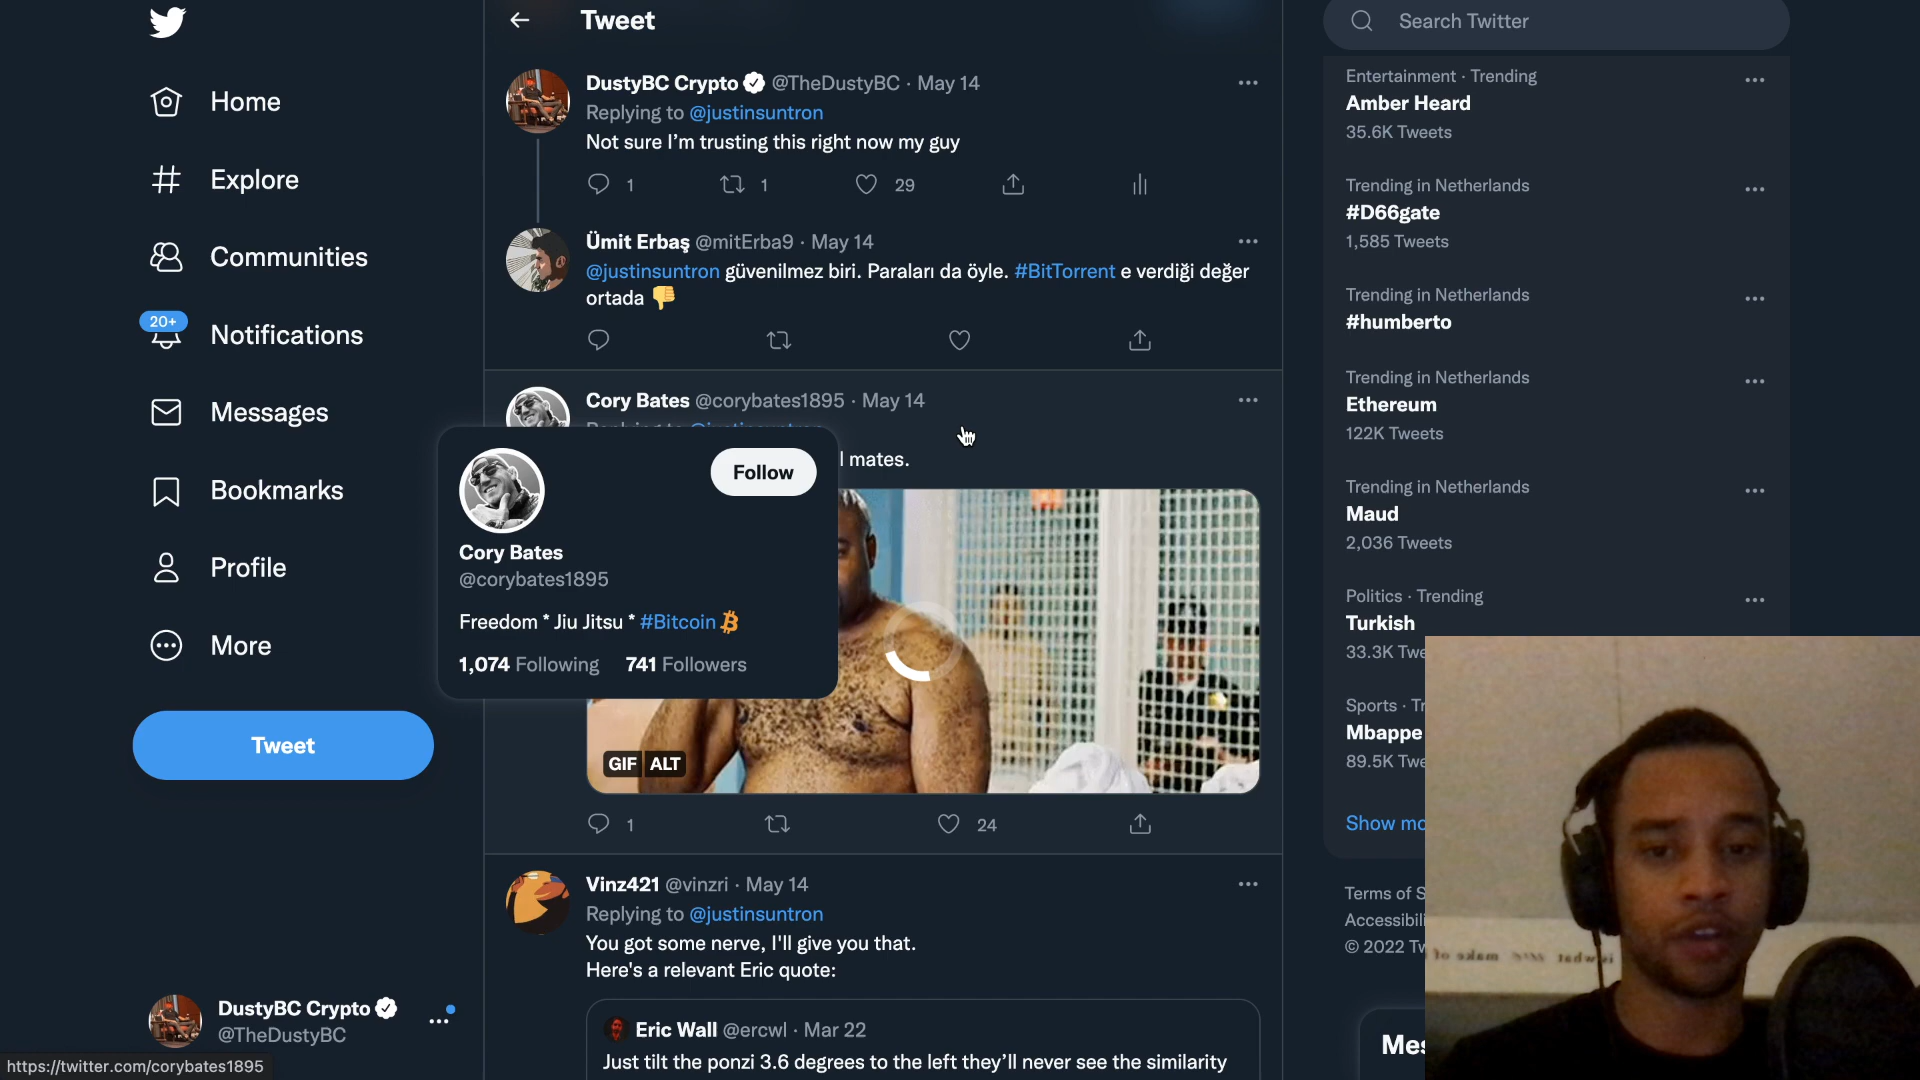 Tweet
Search Twitter
Home
Explore
Communities
20+
Notifications
Messages
Bookmarks
Profile
More
Tweet
DustyBC Crypto
@TheDustyBC
https://twitter.com/corybates1895
DustyBC Crypto @TheDustyBC · May 14
Replying to @justinsuntron
Not sure I’m trusting this right now my guy
1 1 29
Ümit Erbaş @mitErba9 · May 14
@justinsuntron güvenilmez biri. Paraları da öyle. #BitTorrent e verdiği değer
ortada
Cory Bates @corybates1895 · May 14
l mates.
Follow
Cory Bates
@corybates1895
Freedom * Jiu Jitsu * #Bitcoin
1,074 Following 741 Followers
GIF ALT
1 24
Vinz421 @vinzri · May 14
Replying to @justinsuntron
You got some nerve, I'll give you that.
Here's a relevant Eric quote:
Eric Wall @ercwl · Mar 22
Just tilt the ponzi 3.6 degrees to the left they’ll never see the similarity
Entertainment · Trending
Amber Heard
35.6K Tweets
Trending in Netherlands
#D66gate
1,585 Tweets
Trending in Netherlands
#humberto
Trending in Netherlands
Ethereum
122K Tweets
Trending in Netherlands
Maud
2,036 Tweets
Politics · Trending
Turkish
33.3K Twe
Sports · Tr
Mbappe
89.5K Twe
Show mo
Terms of S
Accessibili
© 2022 Tw
Mes